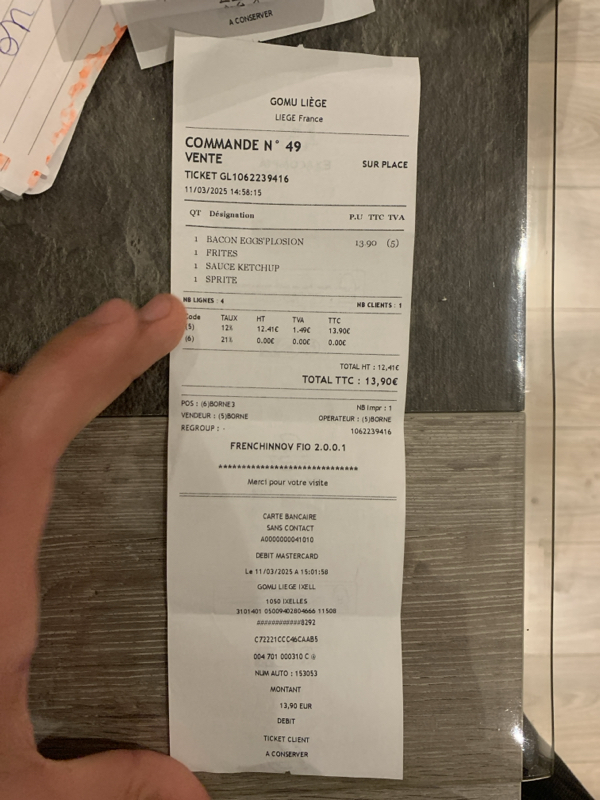 A CONSERVER
GOMU LIÈGE
LIEGE France
COMMANDE N° 49
VENTE SUR PLACE
TICKET GL1062239416
11/03/2025 14:58:15
QT Désignation P.U TTC TVA
1 BACON EGGS'PLOSION 13.90 (5)
1 FRITES
1 SAUCE KETCHUP
1 SPRITE
NB LIGNES : 4 NB CLIENTS : 1
Code TAUX HT TVA TTC
(5) 12% 12.41€ 1.49€ 13.90€
(6) 21% 0.00€ 0.00€ 0.00€
TOTAL HT : 12,41€
TOTAL TTC : 13,90€
POS : (6)BORNE3 NB Impr : 1
VENDEUR : (5)BORNE OPERATEUR : (5)BORNE
REGROUP : - 1062239416
FRENCHINNOV FIO 2.0.0.1
******************************
Merci pour votre visite
CARTE BANCAIRE
SANS CONTACT
A0000000041010
DEBIT MASTERCARD
Le 11/03/2025 A 15:01:58
GOMU LIEGE IXELL
1050 IXELLES
3101401 05009402804666 11508
############8292
C72221CCC46CAAB5
004 701 000310 C @
NUM AUTO : 153053
MONTANT
13,90 EUR
DEBIT
TICKET CLIENT
A CONSERVER